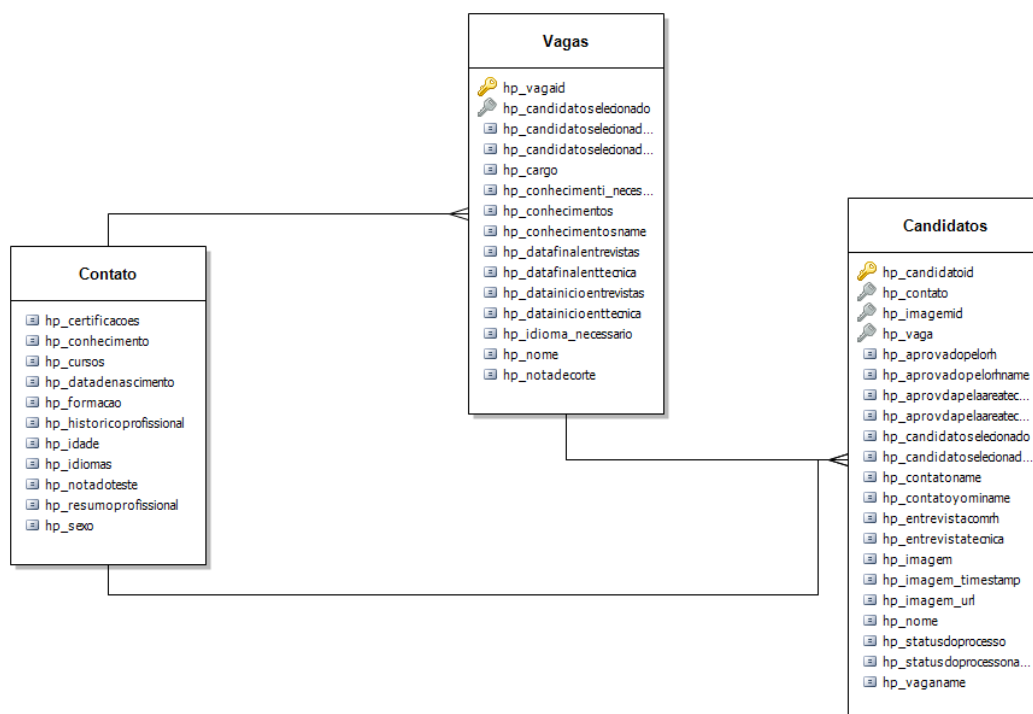 Vagas
hp_vagaid
hp_candidatoselecionado
hp_candidatoselecionad...
hp_candidatoselecionad...
hp_cargo
hp_conhecimenti_neces...
hp_conhecimentos
hp_conhecimentosname
hp_datafinalentrevistas
hp_datafinalenttecnica
hp_datainicioentrevistas
hp_datainicioenttecnica
hp_idioma_necessario
hp_nome
hp_notadecorte
Contato
hp_certificacoes
hp_conhecimento
hp_cursos
hp_datadenascimento
hp_formacao
hp_historicoprofissional
hp_idade
hp_idiomas
hp_notadoteste
hp_resumoprofissional
hp_sexo
Candidatos
hp_candidatoid
hp_contato
hp_imagemid
hp_vaga
hp_aprovadopelorh
hp_aprovadopelorhname
hp_aprovdapelaareatec...
hp_aprovdapelaareatec...
hp_candidatoselecionado
hp_candidatoselecionad...
hp_contatoname
hp_contatoyominame
hp_entrevistacomrh
hp_entrevistatecnica
hp_imagem
hp_imagem_timestamp
hp_imagem_url
hp_nome
hp_statusdoprocesso
hp_statusdoprocessona...
hp_vaganame